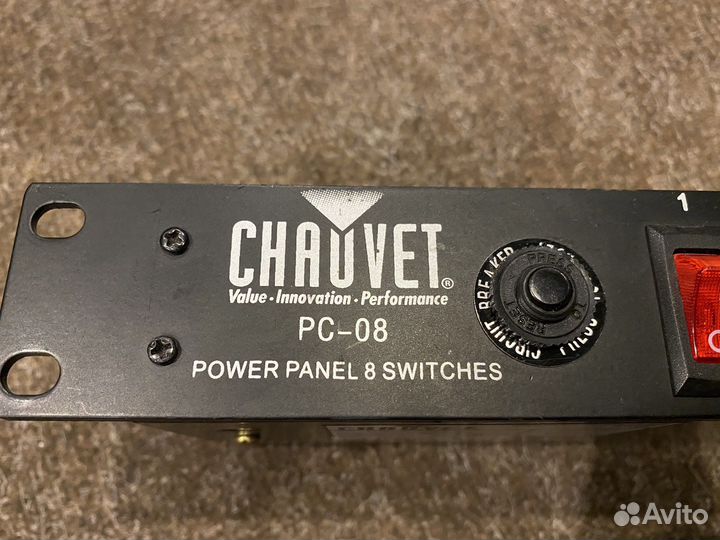 CHAUVET®
Value • Innovation • Performance
PC-08
POWER PANEL 8 SWITCHES
CIRCUIT BREAKER
PRESS TO RESET
1
Avito